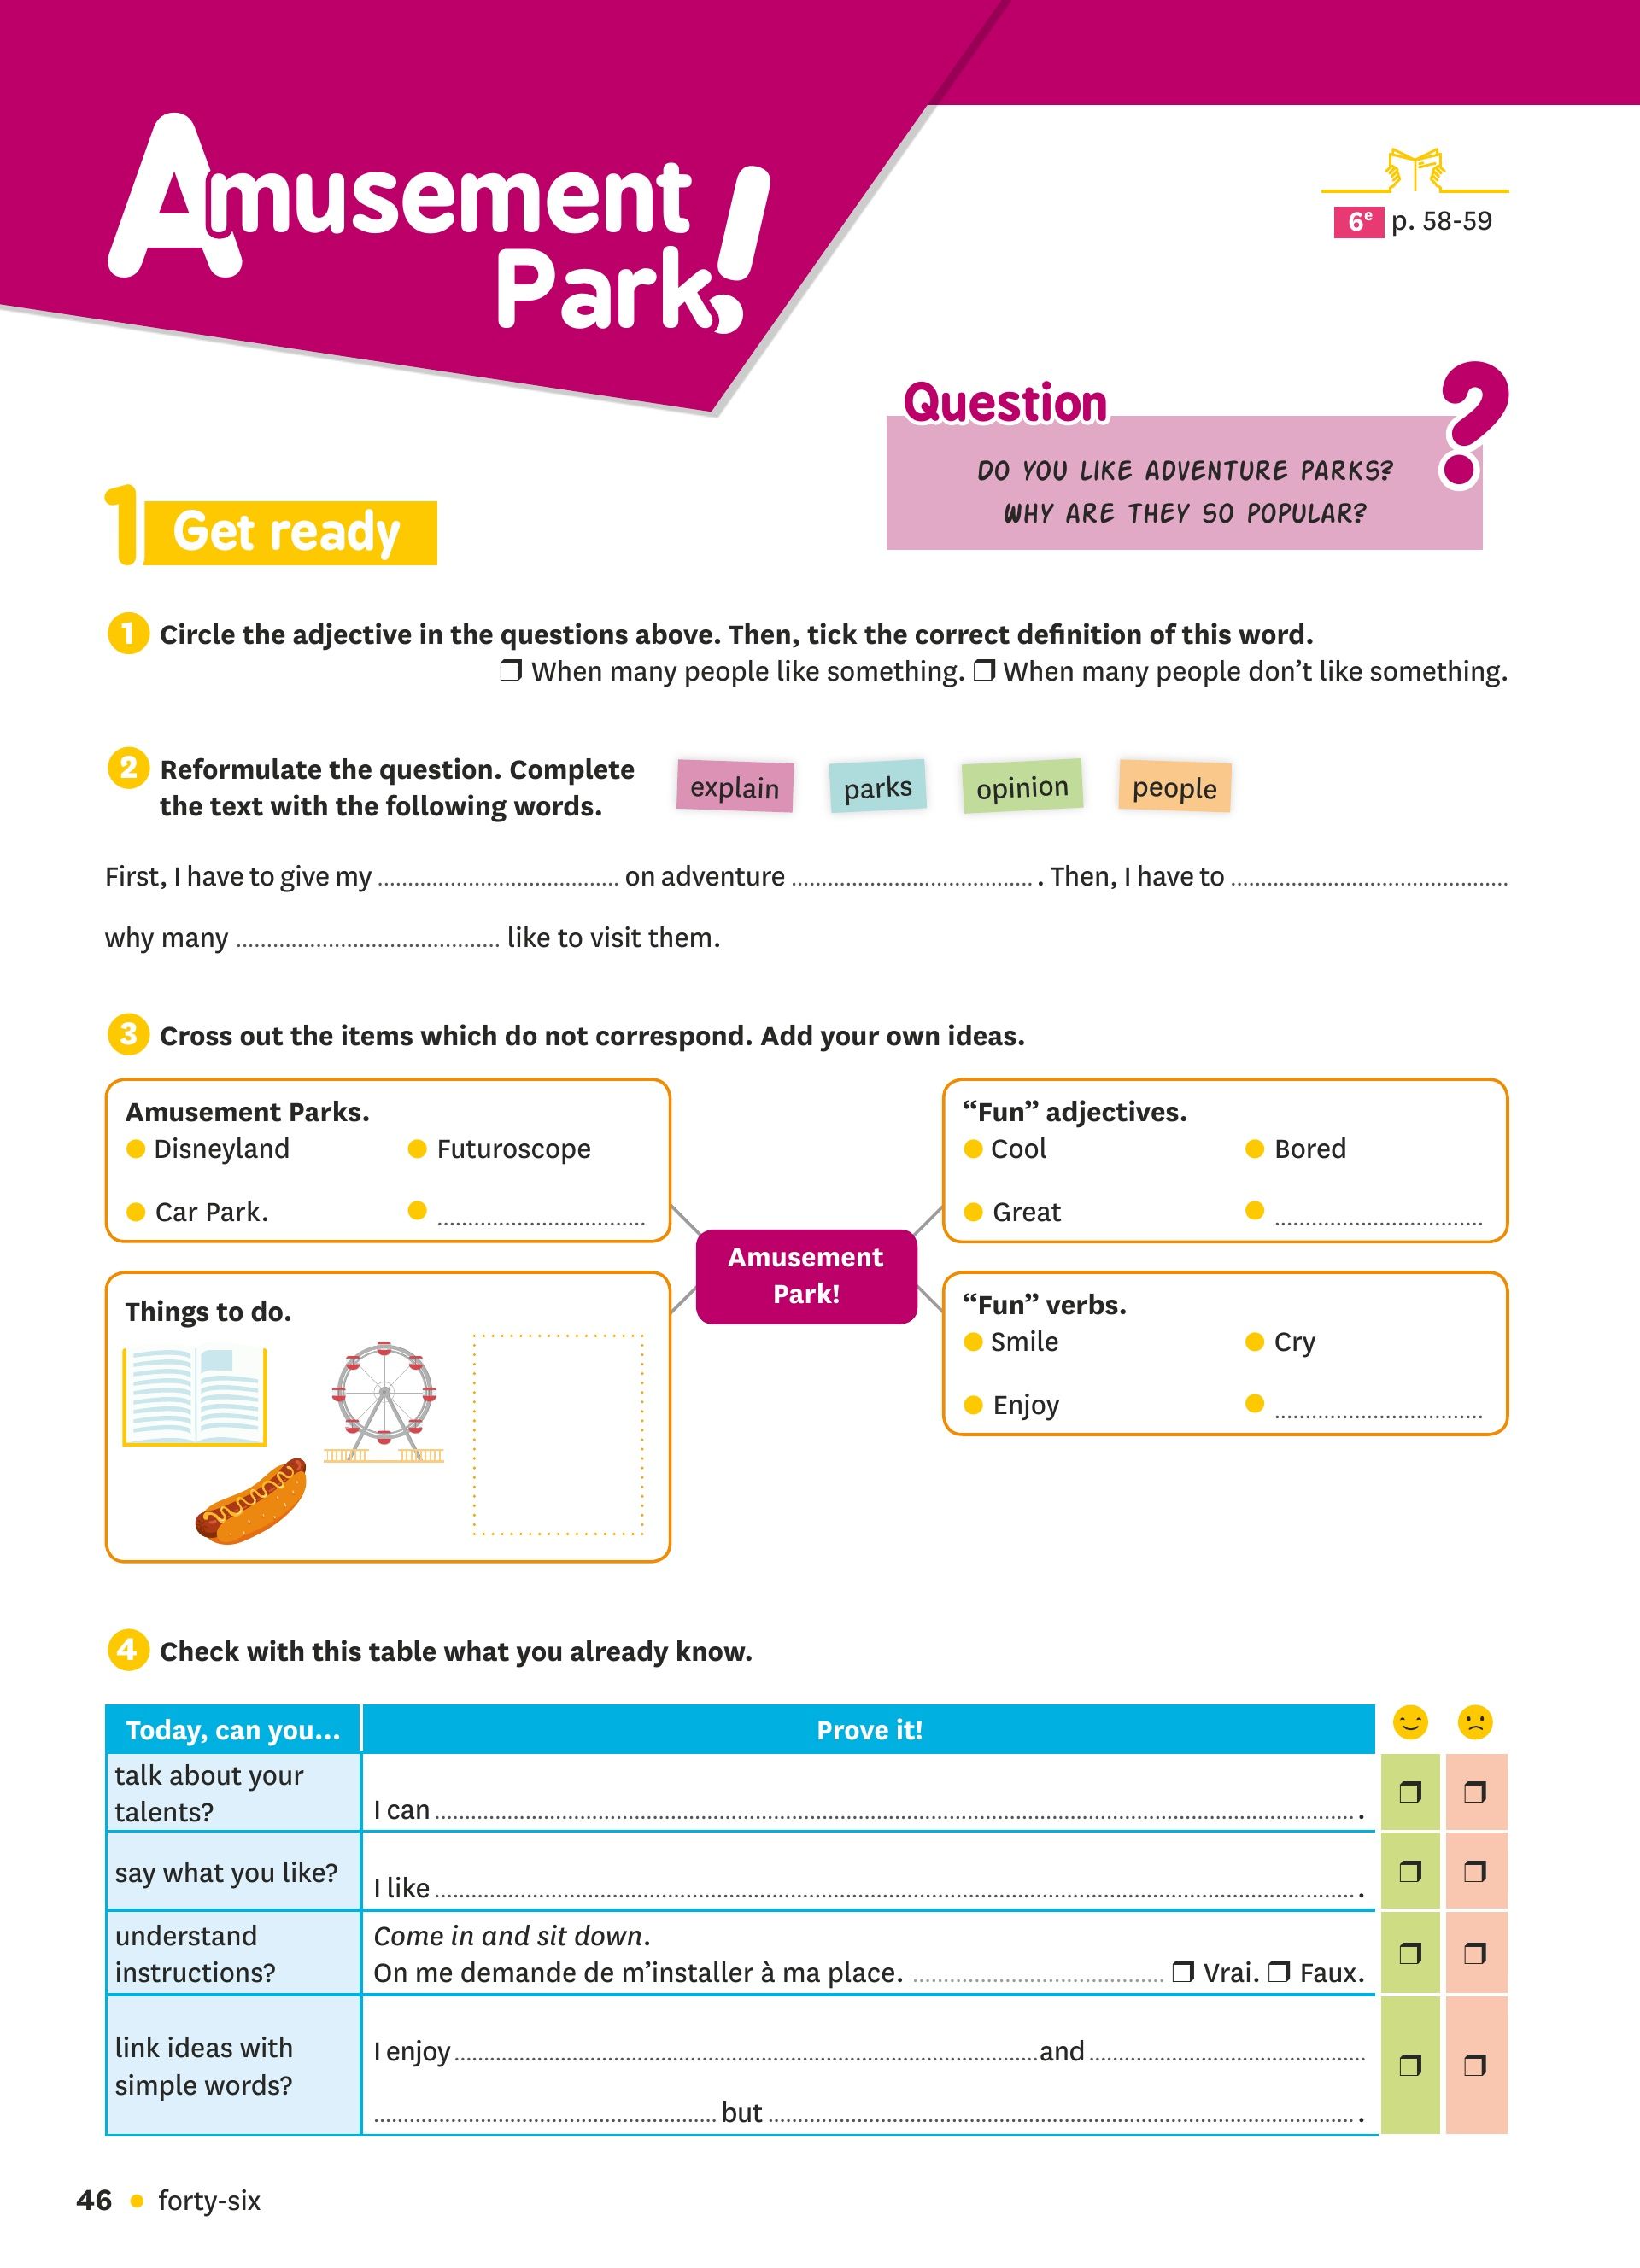 Amusement
Park!
6e p. 58-59
Question ?
DO YOU LIKE ADVENTURE PARKS?
WHY ARE THEY SO POPULAR?
1 Get ready
1 Circle the adjective in the questions above. Then, tick the correct definition of this word.
❒ When many people like something. ❒ When many people don’t like something.
2 Reformulate the question. Complete
the text with the following words.
explain parks opinion people
First, I have to give my ........................ on adventure ........................ . Then, I have to ........................
why many ........................ like to visit them.
3 Cross out the items which do not correspond. Add your own ideas.
Amusement Parks.
● Disneyland ● Futuroscope
● Car Park. ● ........................
“Fun” adjectives.
● Cool ● Bored
● Great ● ........................
Amusement
Park!
Things to do.
“Fun” verbs.
● Smile ● Cry
● Enjoy ● ........................
4 Check with this table what you already know.
Today, can you... Prove it!
talk about your
talents?
I can ........................ .
❒ ❒
say what you like?
I like ........................ .
❒ ❒
understand
instructions?
Come in and sit down.
On me demande de m’installer à ma place. ........................ ❒ Vrai. ❒ Faux.
❒ ❒
link ideas with
simple words?
I enjoy ........................ and ........................
........................ but ........................ .
❒ ❒
46 ● forty-six